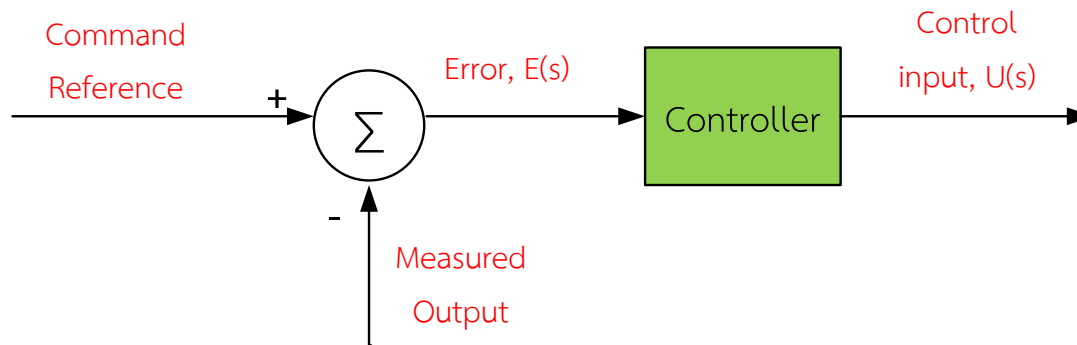 Command
Reference
+
Σ
-
Error, E(s)
Controller
Control
input, U(s)
Measured
Output